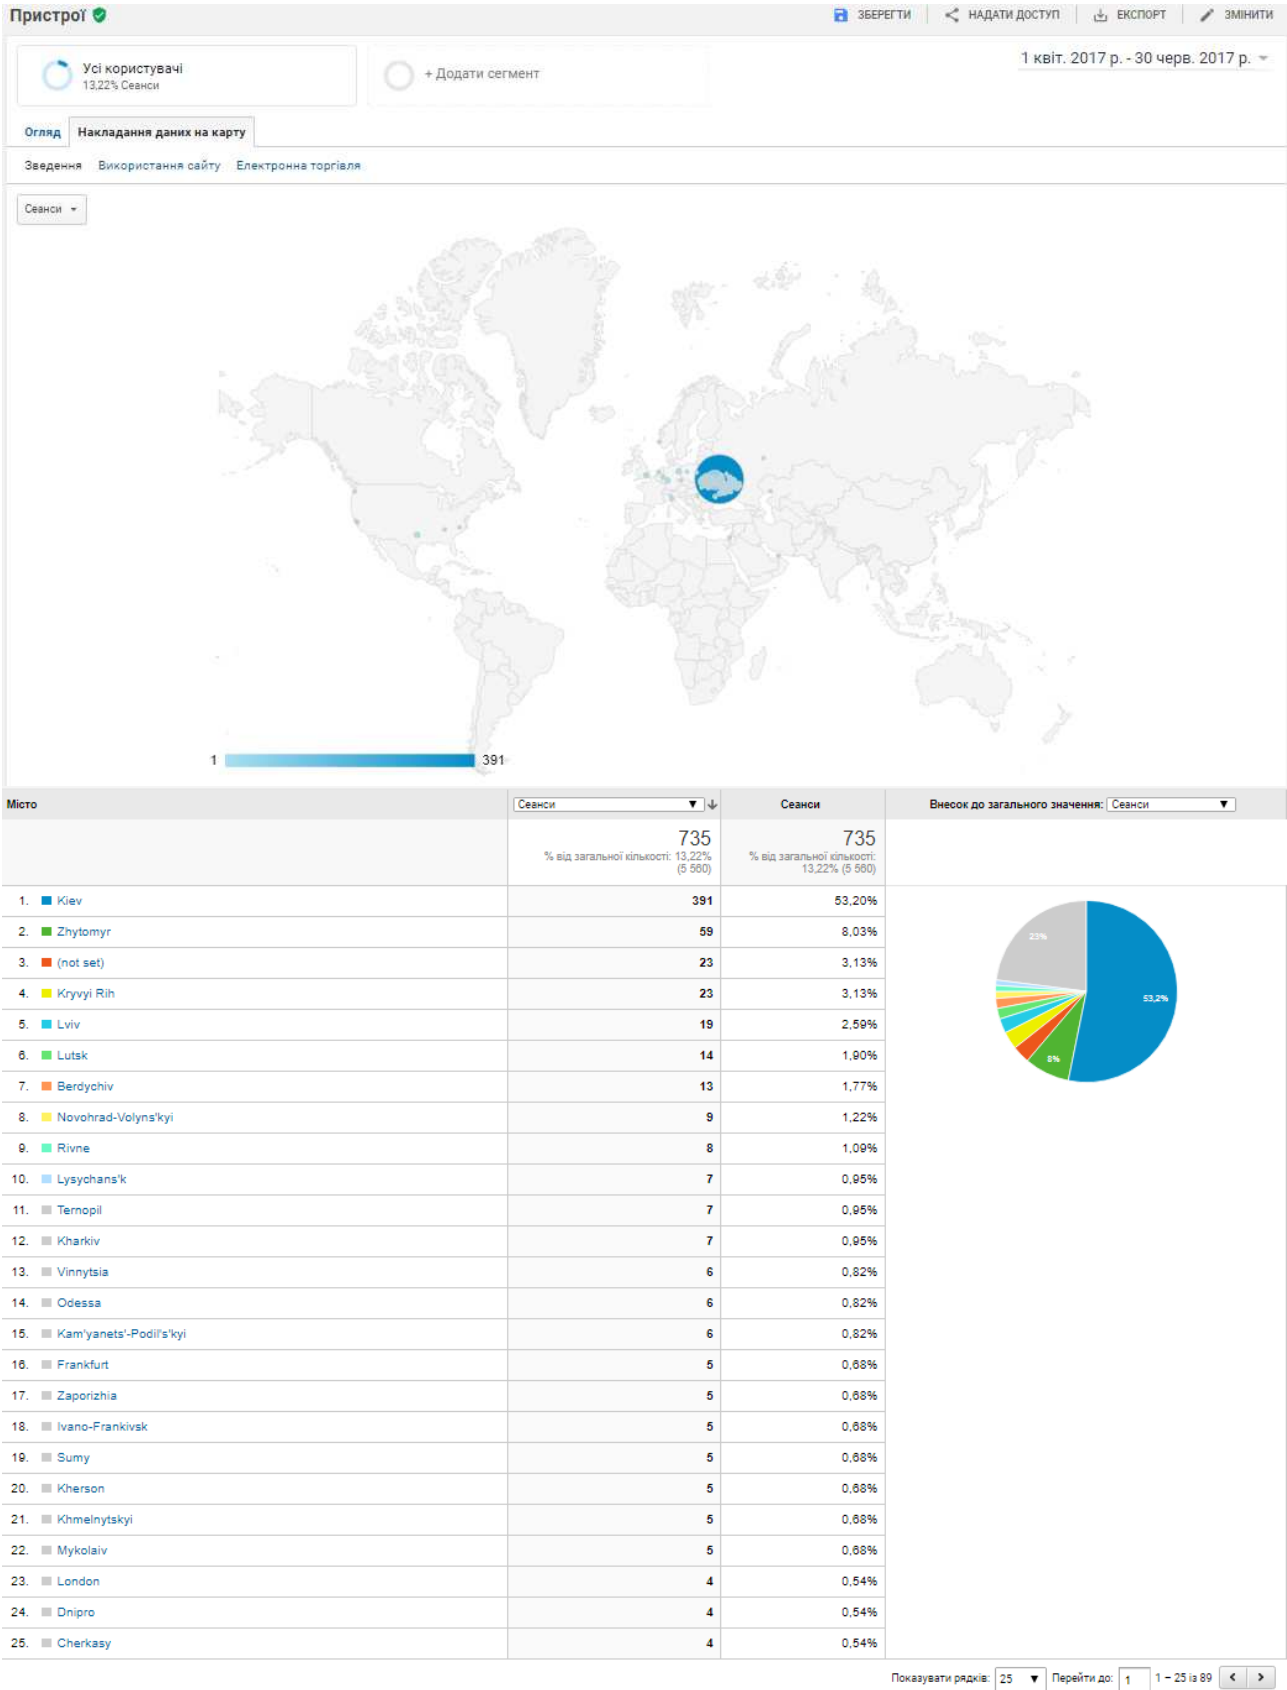 Пристрої
ЗБЕРЕГТИ НАДАТИ ДОСТУП ЕКСПОРТ ЗМІНИТИ
Усі користувачі
13,22% Сеанси
+ Додати сегмент
1 квіт. 2017 р. - 30 черв. 2017 р.
Огляд Накладання даних на карту
Зведення Використання сайту Електронна торгівля
Сеанси
1 391
Місто Сеанси Сеанси Внесок до загального значення: Сеанси
735 735
% від загальної кількості: 13,22% (5 560)
% від загальної кількості: 13,22% (5 560)
1. Kiev 391 53,20%
2. Zhytomyr 59 8,03%
3. (not set) 23 3,13%
4. Kryvyi Rih 23 3,13%
5. Lviv 19 2,59%
6. Lutsk 14 1,90%
7. Berdychiv 13 1,77%
8. Novohrad-Volyns'kyi 9 1,22%
9. Rivne 8 1,09%
10. Lysychans'k 7 0,95%
11. Ternopil 7 0,95%
12. Kharkiv 7 0,95%
13. Vinnytsia 6 0,82%
14. Odessa 6 0,82%
15. Kam'yanets'-Podil's'kyi 6 0,82%
16. Frankfurt 5 0,68%
17. Zaporizhia 5 0,68%
18. Ivano-Frankivsk 5 0,68%
19. Sumy 5 0,68%
20. Kherson 5 0,68%
21. Khmelnytskyi 5 0,68%
22. Mykolaiv 5 0,68%
23. London 4 0,54%
24. Dnipro 4 0,54%
25. Cherkasy 4 0,54%
23%
53,2%
8%
Показувати рядків: 25 Перейти до: 1 1 – 25 із 89